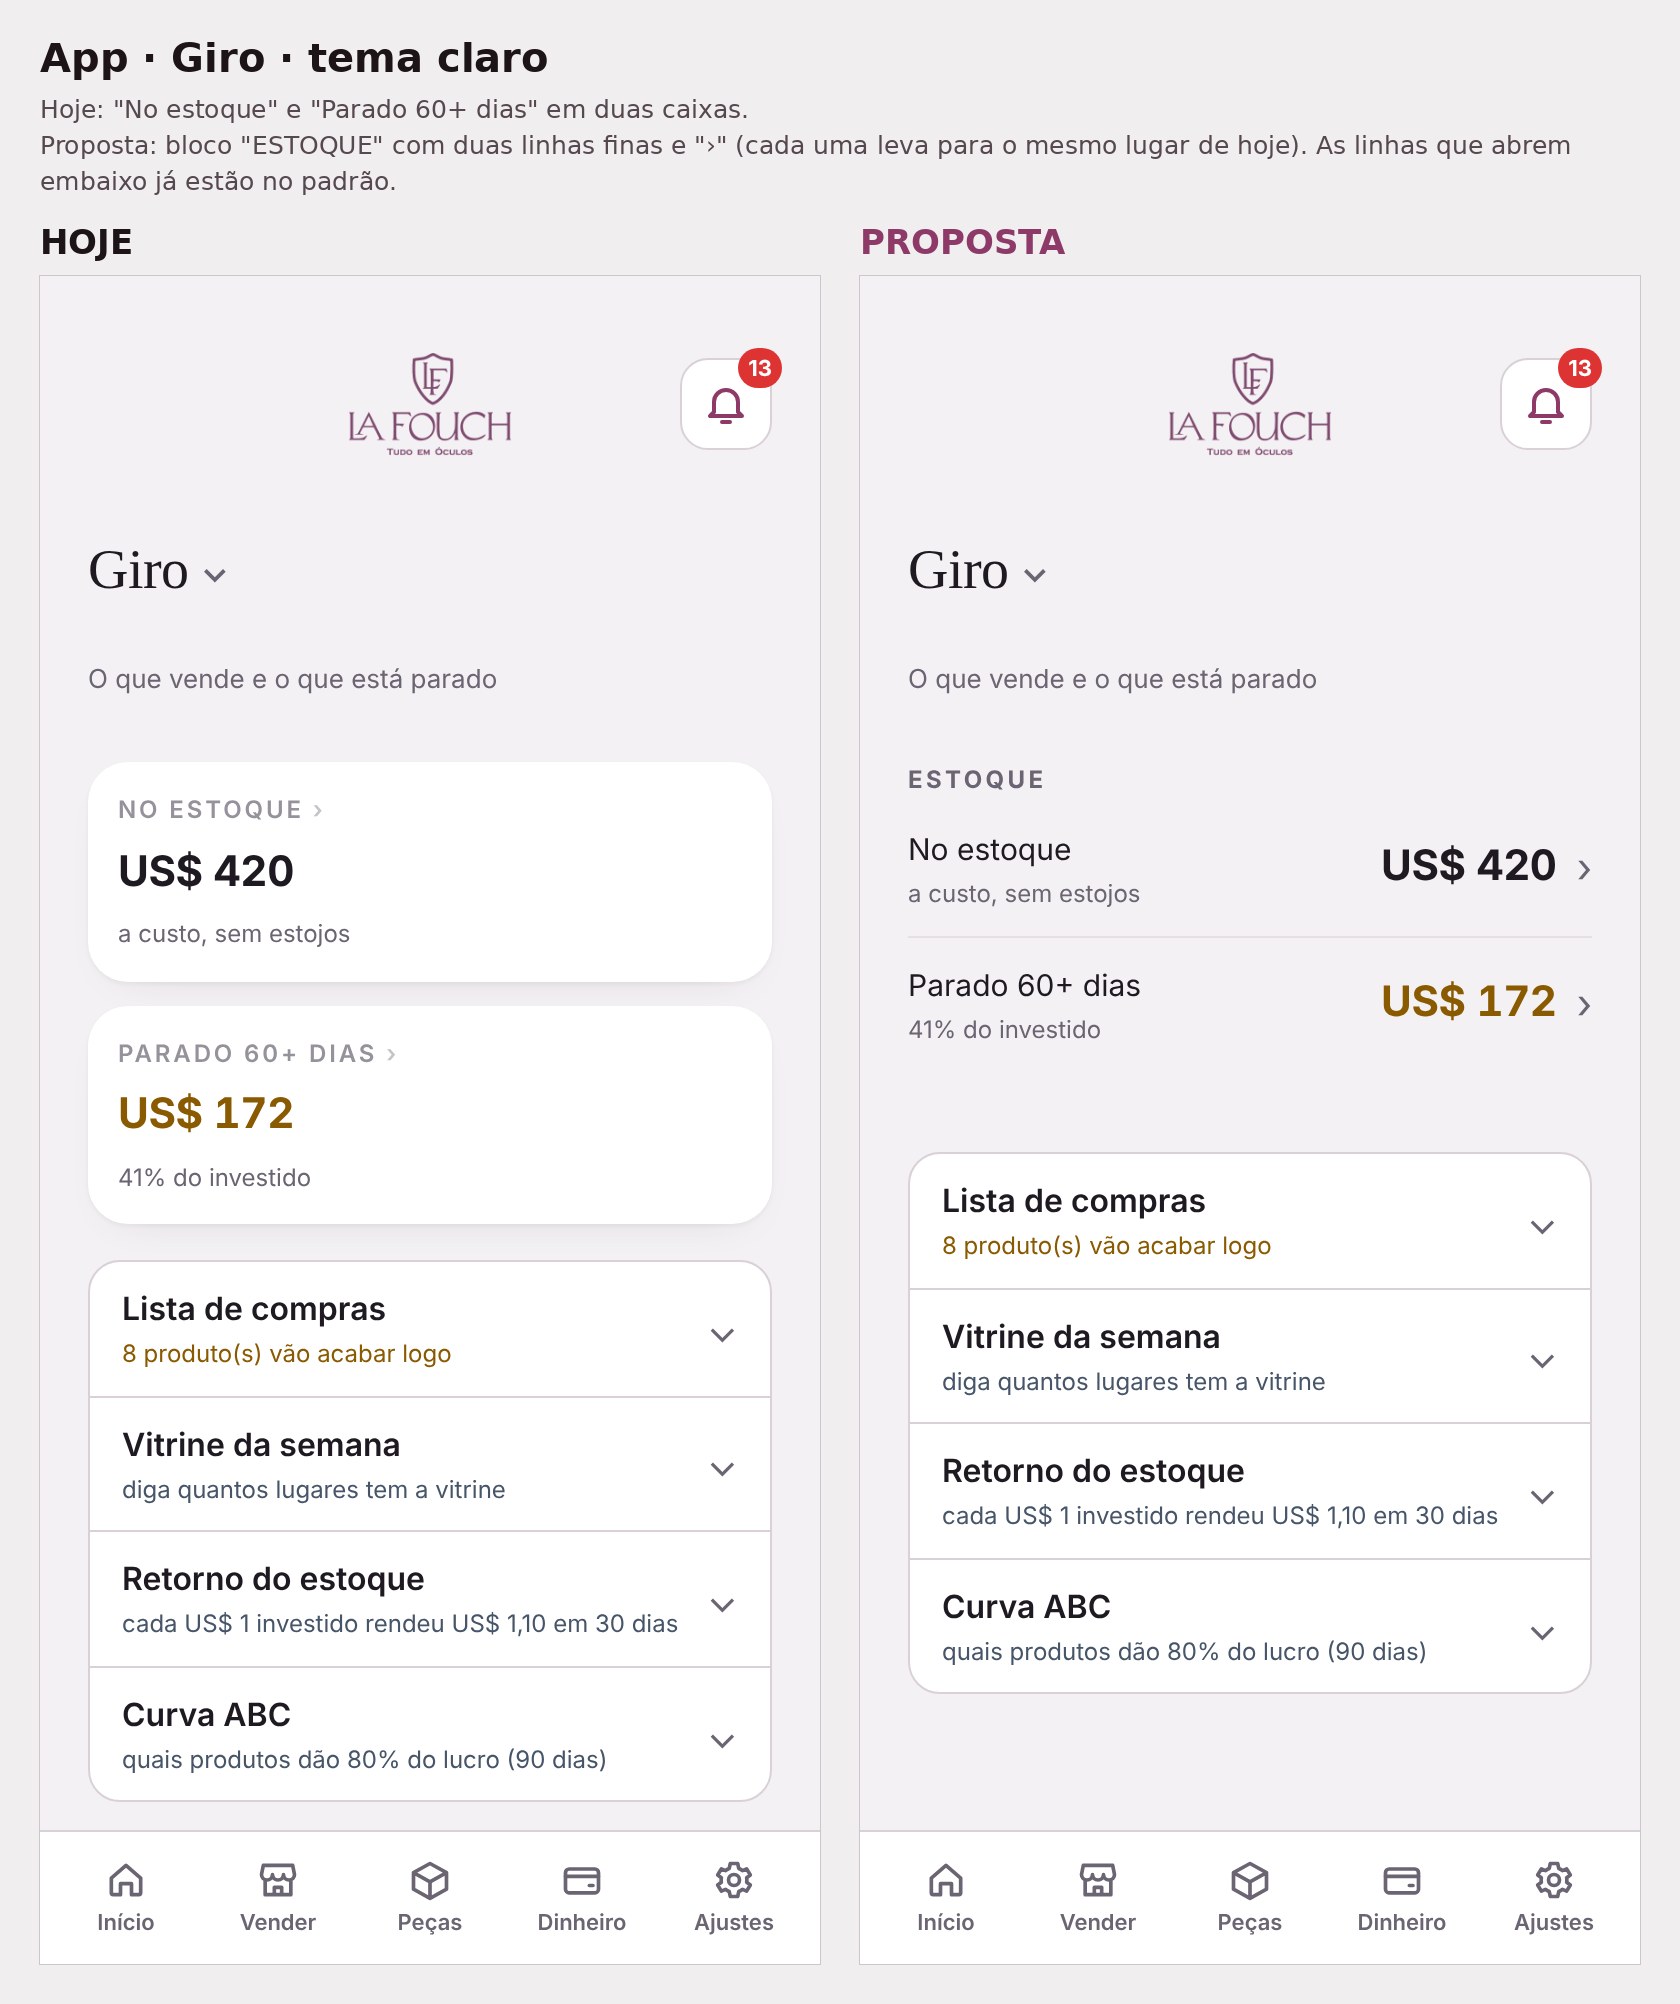 App · Giro · tema claro
Hoje: "No estoque" e "Parado 60+ dias" em duas caixas.
Proposta: bloco "ESTOQUE" com duas linhas finas e "›" (cada uma leva para o mesmo lugar de hoje). As linhas que abrem
embaixo já estão no padrão.
HOJE
LF
LA FOUCH
TUDO EM ÓCULOS
13
Giro
O que vende e o que está parado
NO ESTOQUE ›
US$ 420
a custo, sem estojos
PARADO 60+ DIAS ›
US$ 172
41% do investido
Lista de compras
8 produto(s) vão acabar logo
Vitrine da semana
diga quantos lugares tem a vitrine
Retorno do estoque
cada US$ 1 investido rendeu US$ 1,10 em 30 dias
Curva ABC
quais produtos dão 80% do lucro (90 dias)
Início
Vender
Peças
Dinheiro
Ajustes
PROPOSTA
LF
LA FOUCH
TUDO EM ÓCULOS
13
Giro
O que vende e o que está parado
ESTOQUE
No estoque
a custo, sem estojos
US$ 420 ›
Parado 60+ dias
41% do investido
US$ 172 ›
Lista de compras
8 produto(s) vão acabar logo
Vitrine da semana
diga quantos lugares tem a vitrine
Retorno do estoque
cada US$ 1 investido rendeu US$ 1,10 em 30 dias
Curva ABC
quais produtos dão 80% do lucro (90 dias)
Início
Vender
Peças
Dinheiro
Ajustes